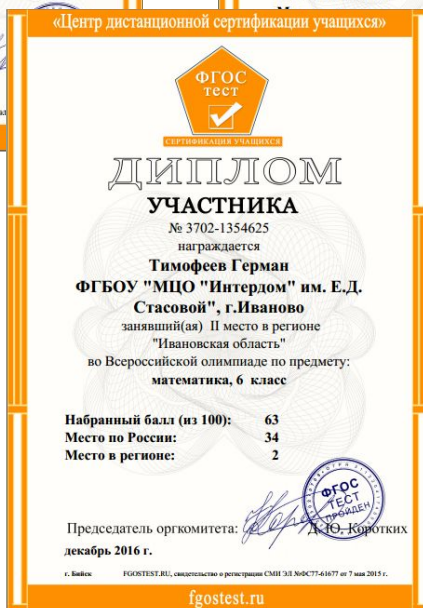 «Центр дистанционной сертификации учащихся»
ФГОС
тест
СЕРТИФИКАЦИЯ УЧАЩИХСЯ
ДИПЛОМ
УЧАСТНИКА
№ 3702-1354625
награждается
Тимофеев Герман
ФГБОУ "МЦО "Интердом" им. Е.Д.
Стасовой", г.Иваново
занявший(ая) II место в регионе
"Ивановская область"
во Всероссийской олимпиаде по предмету:
математика, 6 класс
Набранный балл (из 100): 63
Место по России: 34
Место в регионе: 2
ФГОС
ТЕСТ
ПРОЙДЕН
Председатель оргкомитета: Д.Ю. Коротких
декабрь 2016 г.
г. Бийск FGOSTEST.RU, свидетельство о регистрации СМИ ЭЛ №ФС77-61677 от 7 мая 2015 г.
fgostest.ru